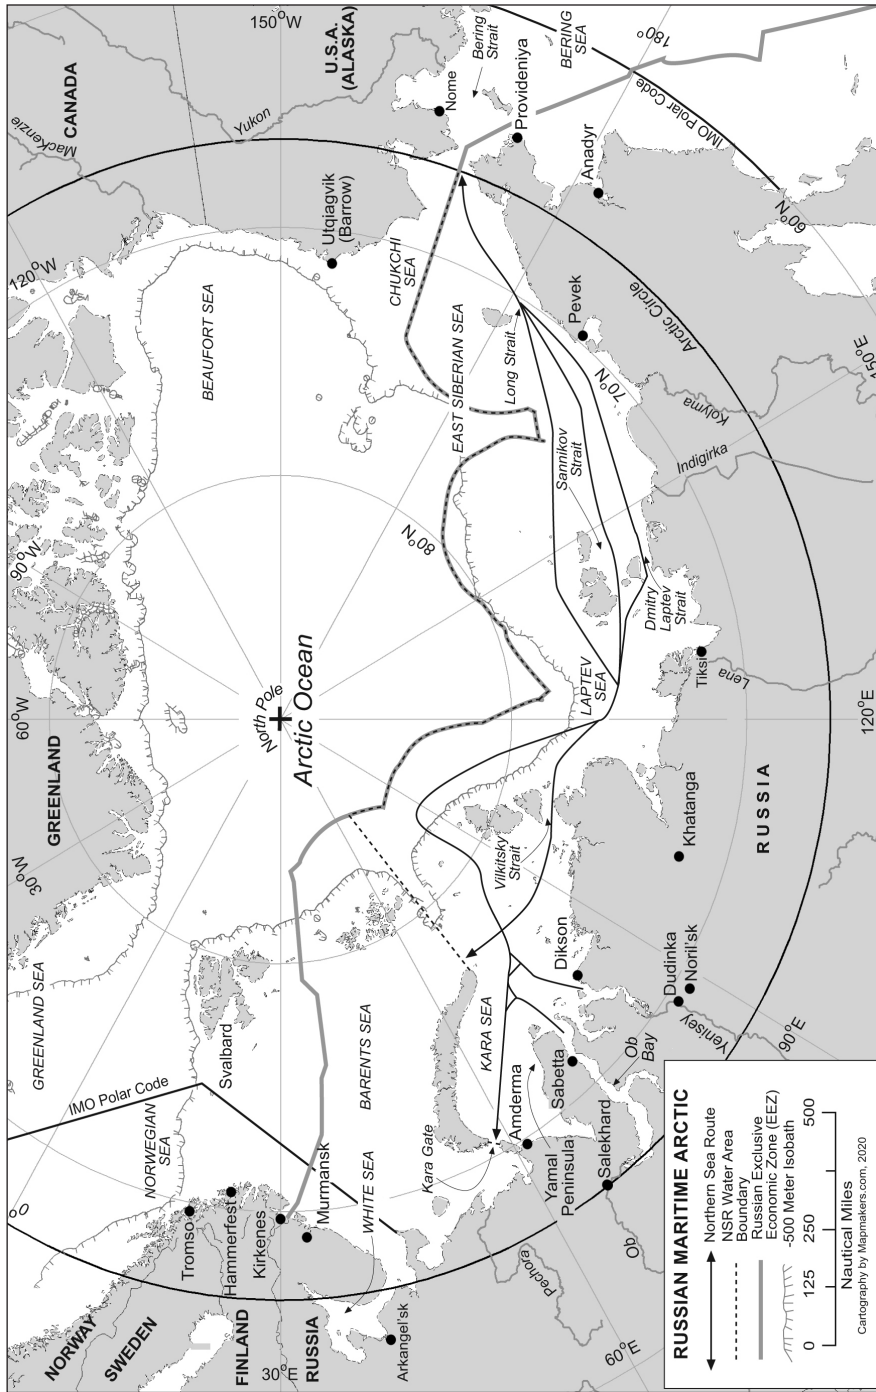 150°W
CANADA
MacKenzie
Yukon
U.S.A.
(ALASKA)
Nome
Bering
Strait
BERING
SEA
180°
Provideniya
IMO Polar Code
Anadyr
60°N
120°W
Utqiagvik
(Barrow)
CHUKCHI
SEA
BEAUFORT SEA
Arctic Circle
Pevek
Long Strait
EAST SIBERIAN SEA
70°N
150°E
Kolyma
Indigirka
Sannikov
Strait
90°W
80°N
Dmitry
Laptev
Strait
Tiksi
Lena
LAPTEV
SEA
60°W
North Pole
Arctic Ocean
120°E
GREENLAND
RUSSIA
Khatanga
Vilkitsky
Strait
30°W
Dikson
Dudinka
Noril'sk
Yenisey
90°E
GREENLAND SEA
Svalbard
BARENTS SEA
KARA SEA
Ob
Bay
Sabetta
Amderma
Yamal
Peninsula
Salekhard
IMO Polar Code
NORWEGIAN
SEA
Kara Gate
WHITE SEA
Murmansk
Kirkenes
Hammerfest
Tromso
0°
Ob
Pechora
NORWAY
SWEDEN
FINLAND
RUSSIA
Arkangel'sk
30°E
60°E
RUSSIAN MARITIME ARCTIC
Northern Sea Route
NSR Water Area
Boundary
Russian Exclusive
Economic Zone (EEZ)
-500 Meter Isobath
0 125 250 500
Nautical Miles
Cartography by Mapmakers.com, 2020